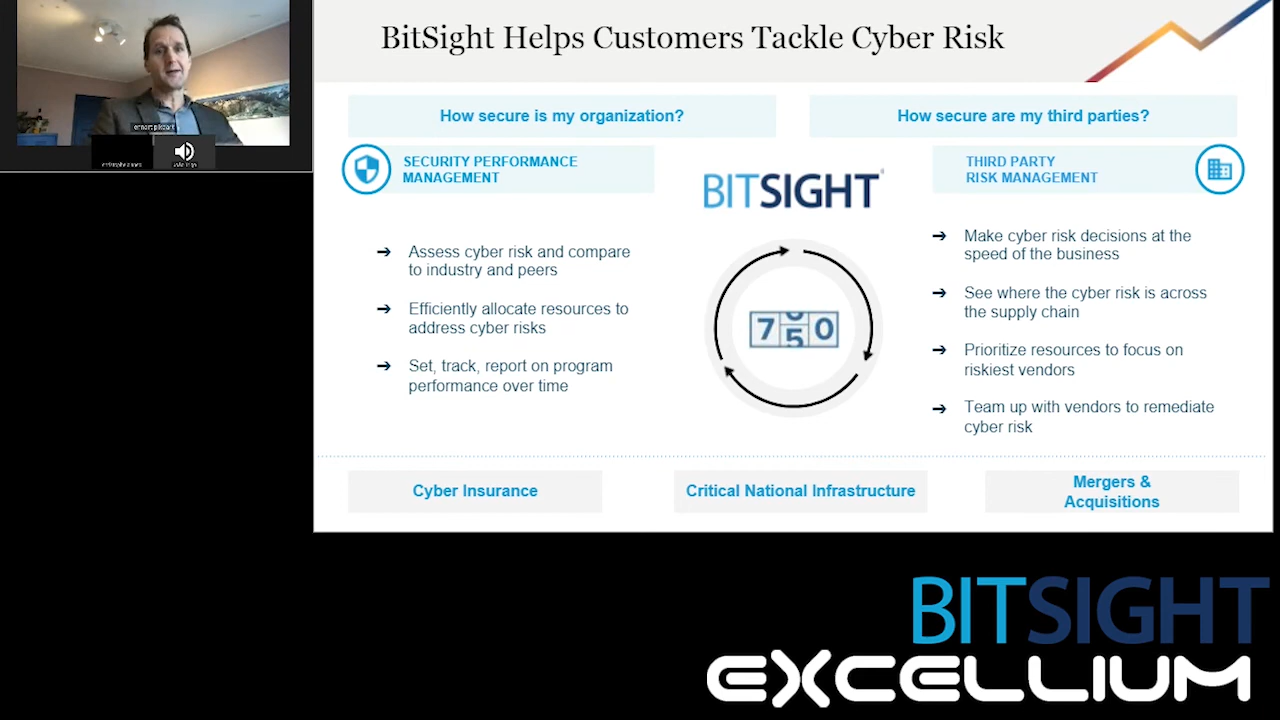 BitSight Helps Customers Tackle Cyber Risk
How secure is my organization?
How secure are my third parties?
SECURITY PERFORMANCE
MANAGEMENT
BITSIGHT
THIRD PARTY
RISK MANAGEMENT
Assess cyber risk and compare
to industry and peers
Efficiently allocate resources to
address cyber risks
Set, track, report on program
performance over time
7 5 0
Make cyber risk decisions at the
speed of the business
See where the cyber risk is across
the supply chain
Prioritize resources to focus on
riskiest vendors
Team up with vendors to remediate
cyber risk
Cyber Insurance
Critical National Infrastructure
Mergers &
Acquisitions
BITSIGHT
EXCELLIUM